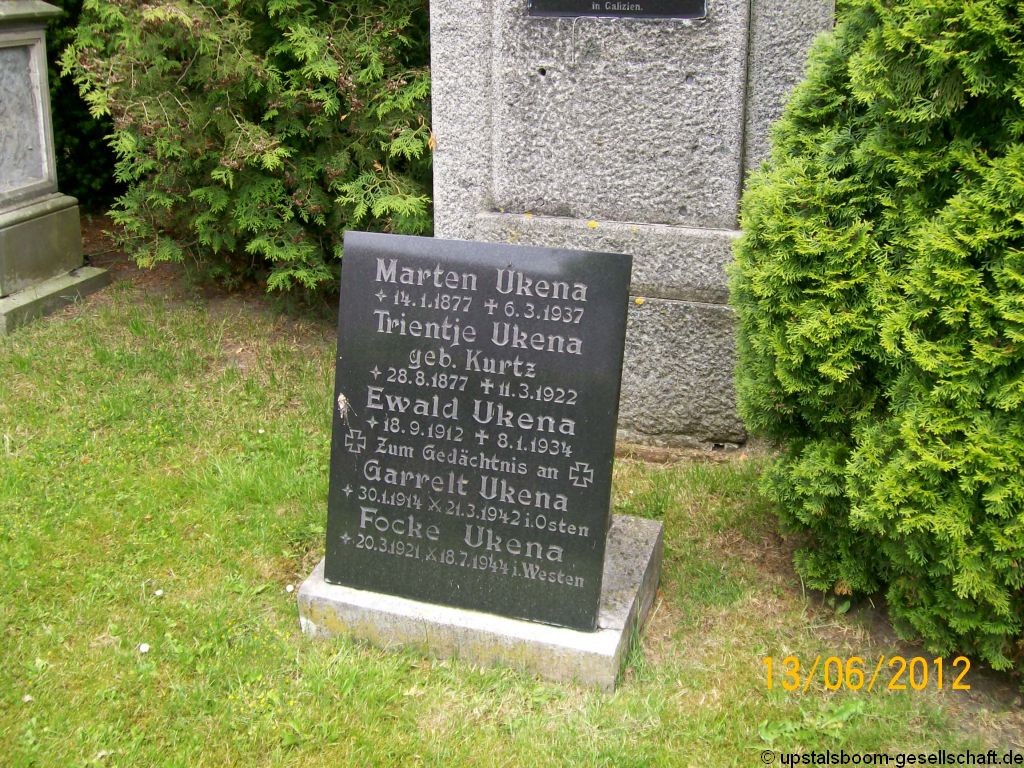 in Galizien.
Marten Ukena
14.1.1877 6.3.1937
Trientje Ukena
geb. Kurtz
28.8.1877 11.3.1922
Ewald Ukena
18.9.1912 8.1.1934
Zum Gedächtnis an
Garrelt Ukena
30.1.1914 21.3.1942 i. Osten
Focke Ukena
20.3.1921 18.7.1944 i. Westen
13/06/2012
© upstalsboom-gesellschaft.de